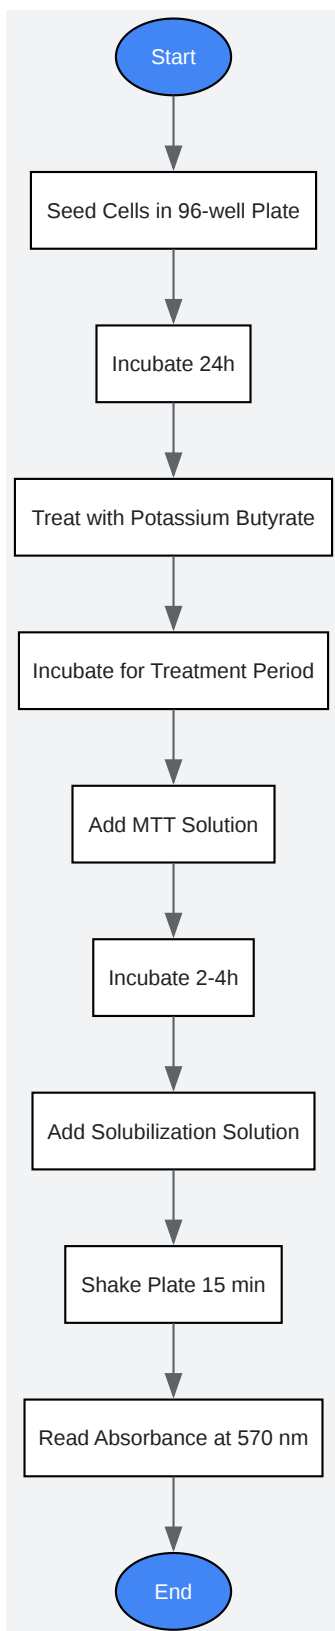 Start
Seed Cells in 96-well Plate
Incubate 24h
Treat with Potassium Butyrate
Incubate for Treatment Period
Add MTT Solution
Incubate 2-4h
Add Solubilization Solution
Shake Plate 15 min
Read Absorbance at 570 nm
End